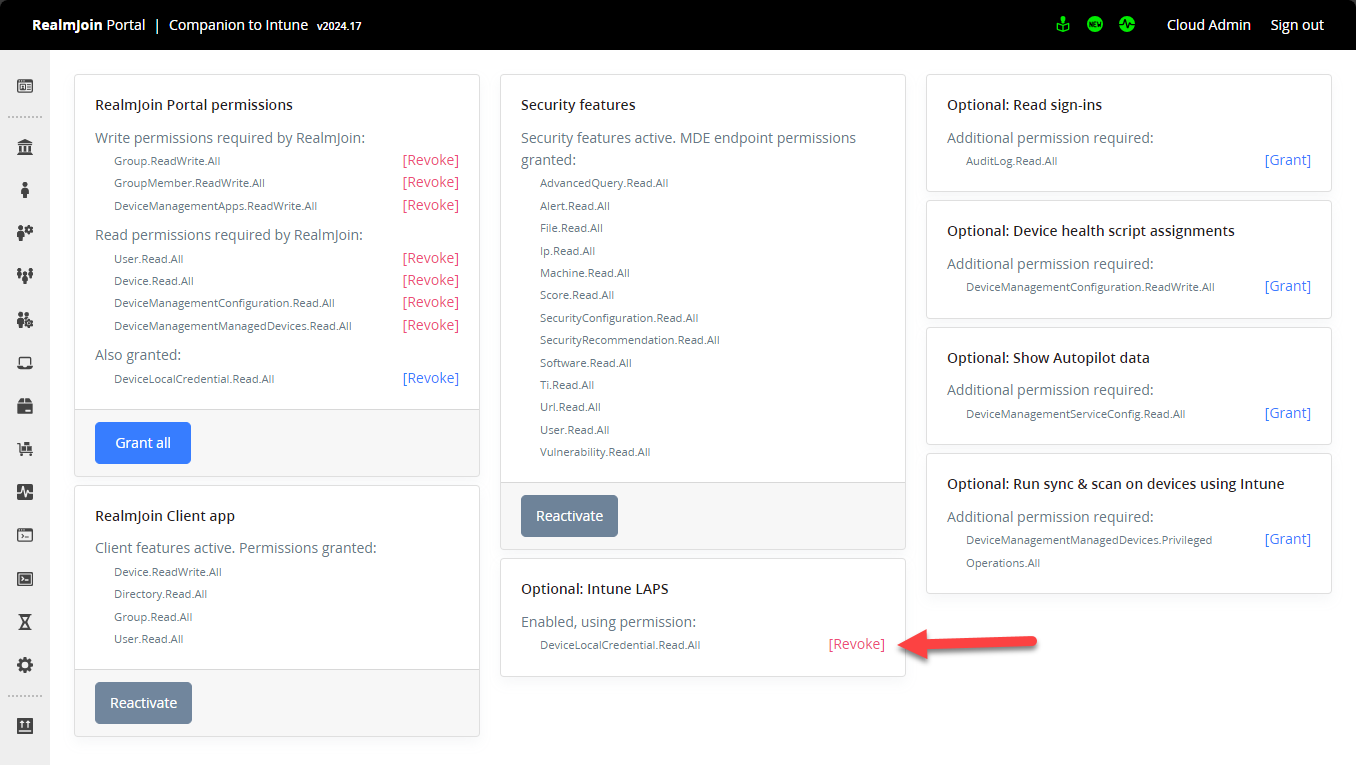 RealmJoin Portal | Companion to Intune v2024.17
NEW
Cloud Admin
Sign out
RealmJoin Portal permissions
Write permissions required by RealmJoin:
Group.ReadWrite.All [Revoke]
GroupMember.ReadWrite.All [Revoke]
DeviceManagementApps.ReadWrite.All [Revoke]
Read permissions required by RealmJoin:
User.Read.All [Revoke]
Device.Read.All [Revoke]
DeviceManagementConfiguration.Read.All [Revoke]
DeviceManagementManagedDevices.Read.All [Revoke]
Also granted:
DeviceLocalCredential.Read.All [Revoke]
Grant all
RealmJoin Client app
Client features active. Permissions granted:
Device.ReadWrite.All
Directory.Read.All
Group.Read.All
User.Read.All
Reactivate
Security features
Security features active. MDE endpoint permissions
granted:
AdvancedQuery.Read.All
Alert.Read.All
File.Read.All
Ip.Read.All
Machine.Read.All
Score.Read.All
SecurityConfiguration.Read.All
SecurityRecommendation.Read.All
Software.Read.All
Ti.Read.All
Url.Read.All
User.Read.All
Vulnerability.Read.All
Reactivate
Optional: Intune LAPS
Enabled, using permission:
DeviceLocalCredential.Read.All [Revoke]
Optional: Read sign-ins
Additional permission required:
AuditLog.Read.All [Grant]
Optional: Device health script assignments
Additional permission required:
DeviceManagementConfiguration.ReadWrite.All [Grant]
Optional: Show Autopilot data
Additional permission required:
DeviceManagementServiceConfig.Read.All [Grant]
Optional: Run sync & scan on devices using Intune
Additional permission required:
DeviceManagementManagedDevices.Privileged [Grant]
Operations.All